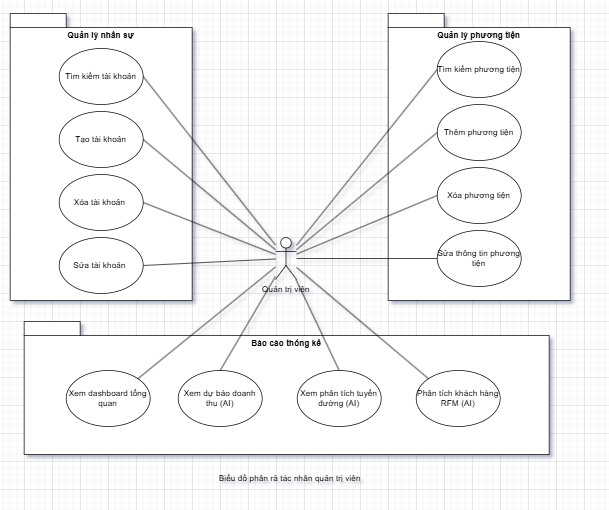 Quản lý nhân sự
Tìm kiếm tài khoản
Tạo tài khoản
Xóa tài khoản
Sửa tài khoản
Quản lý phương tiện
Tìm kiếm phương tiện
Thêm phương tiện
Xóa phương tiện
Sửa thông tin phương
tiện
Quản trị viên
Báo cáo thống kê
Xem dashboard tổng
quan
Xem dự báo doanh
thu (AI)
Xem phân tích tuyến
đường (AI)
Phân tích khách hàng
RFM (AI)
Biểu đồ phân rã tác nhân quản trị viên